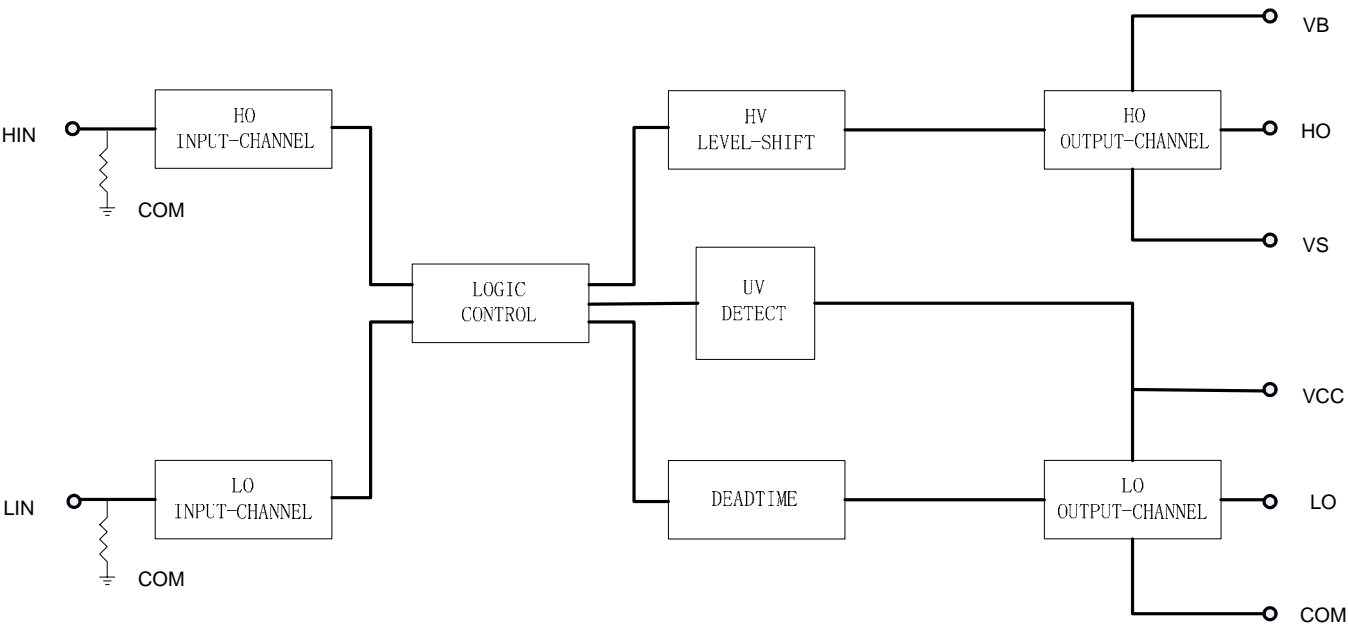 VB
HIN
HO
INPUT-CHANNEL
HV
LEVEL-SHIFT
HO
OUTPUT-CHANNEL
HO
COM
VS
LOGIC
CONTROL
UV
DETECT
VCC
LIN
LO
INPUT-CHANNEL
DEADTIME
LO
OUTPUT-CHANNEL
LO
COM
COM